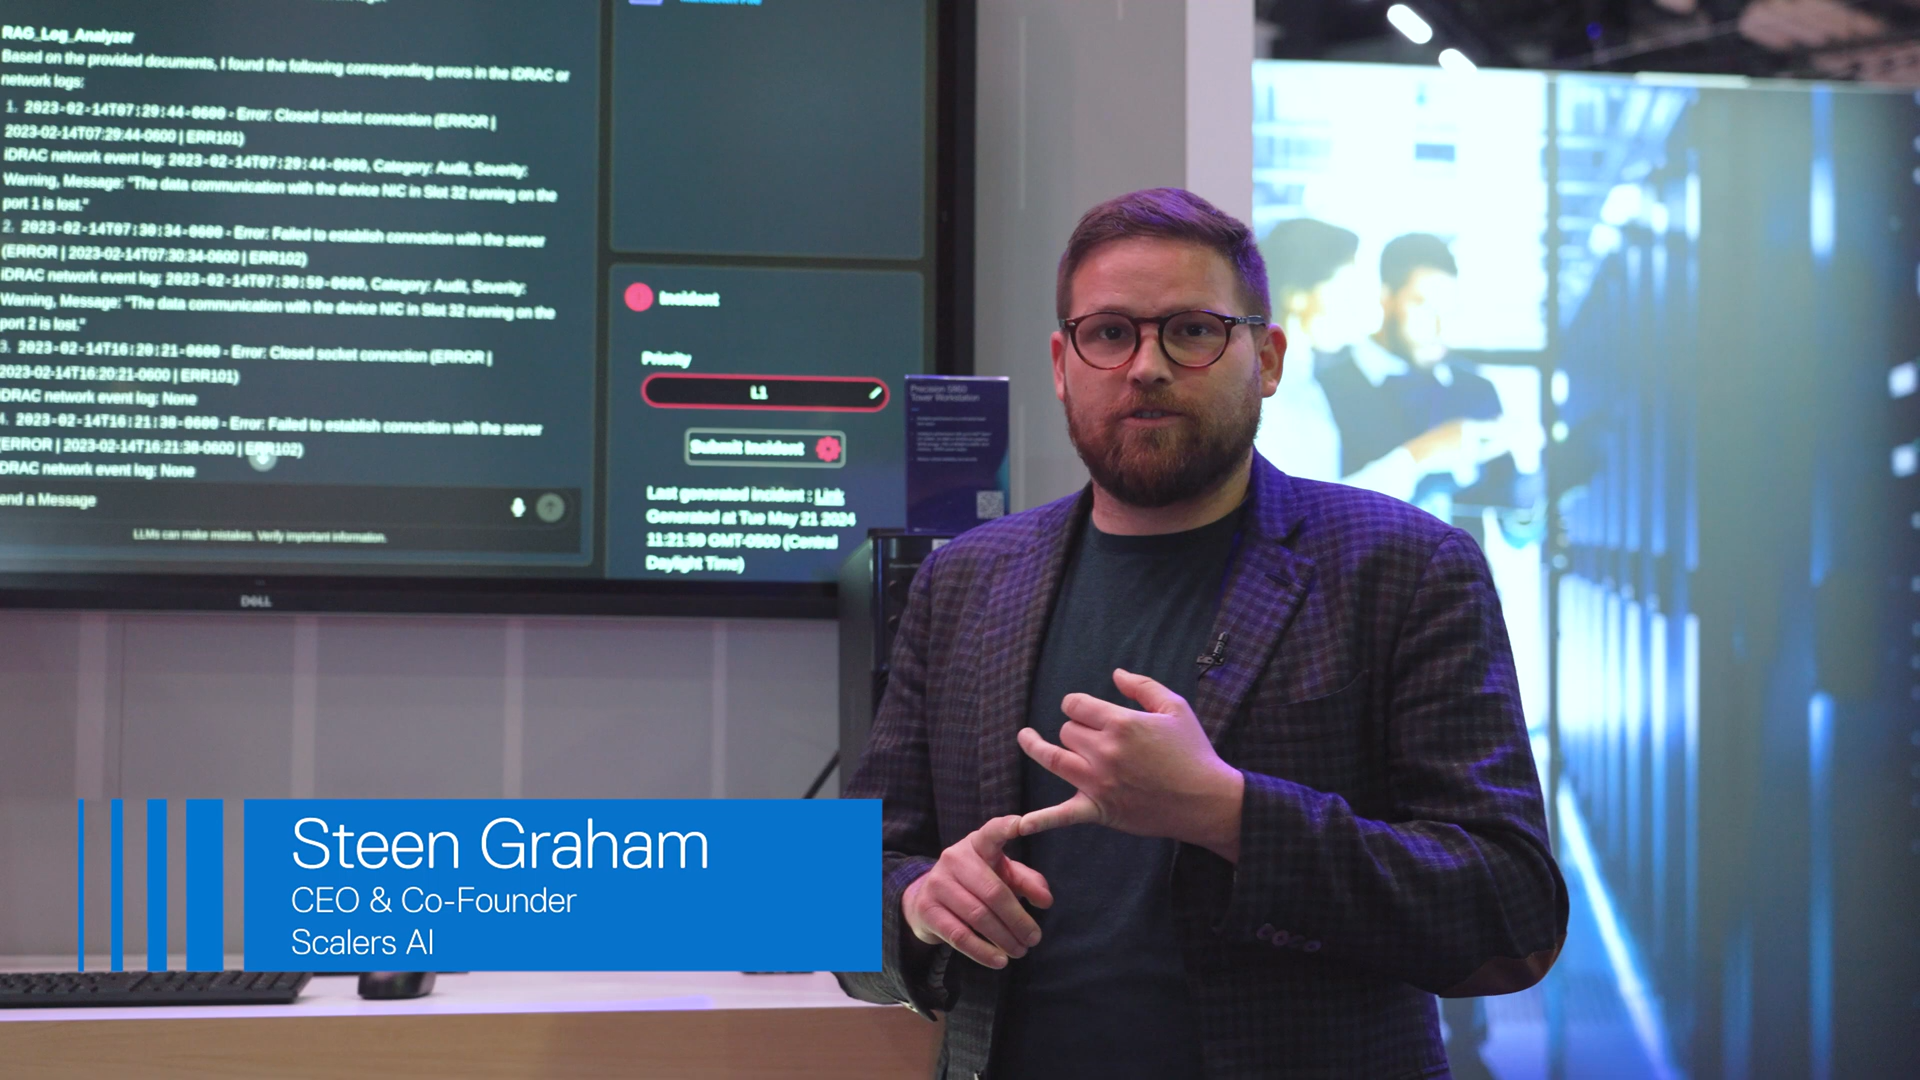 RAG_Log_Analyzer
Based on the provided documents, I found the following corresponding errors in the iDRAC or
network logs:
1. 2023-02-14T07:29:44-0600 - Error: Closed socket connection (ERROR |
2023-02-14T07:29:44-0600 | ERR101)
iDRAC network event log: 2023-02-14T07:29:44-0600, Category: Audit, Severity:
Warning, Message: "The data communication with the device NIC in Slot 32 running on the
port 1 is lost."
2. 2023-02-14T07:30:34-0600 - Error: Failed to establish connection with the server
(ERROR | 2023-02-14T07:30:34-0600 | ERR102)
iDRAC network event log: 2023-02-14T07:30:50-0600, Category: Audit, Severity:
Warning, Message: "The data communication with the device NIC in Slot 32 running on the
port 2 is lost."
3. 2023-02-14T16:20:21-0600 - Error: Closed socket connection (ERROR |
2023-02-14T16:20:21-0600 | ERR101)
iDRAC network event log: None
4. 2023-02-14T16:21:38-0600 - Error: Failed to establish connection with the server
(ERROR | 2023-02-14T16:21:38-0600 | ERR102)
DRAC network event log: None
end a Message
LLMs can make mistakes. Verify important information.
Incident
Priority
L1
Submit Incident
Last generated incident : Link
Generated at Tue May 21 2024
11:21:59 GMT-0500 (Central
Daylight Time)
DELL
Precision 5860
Tower Workstation
Steen Graham
CEO & Co-Founder
Scalers AI